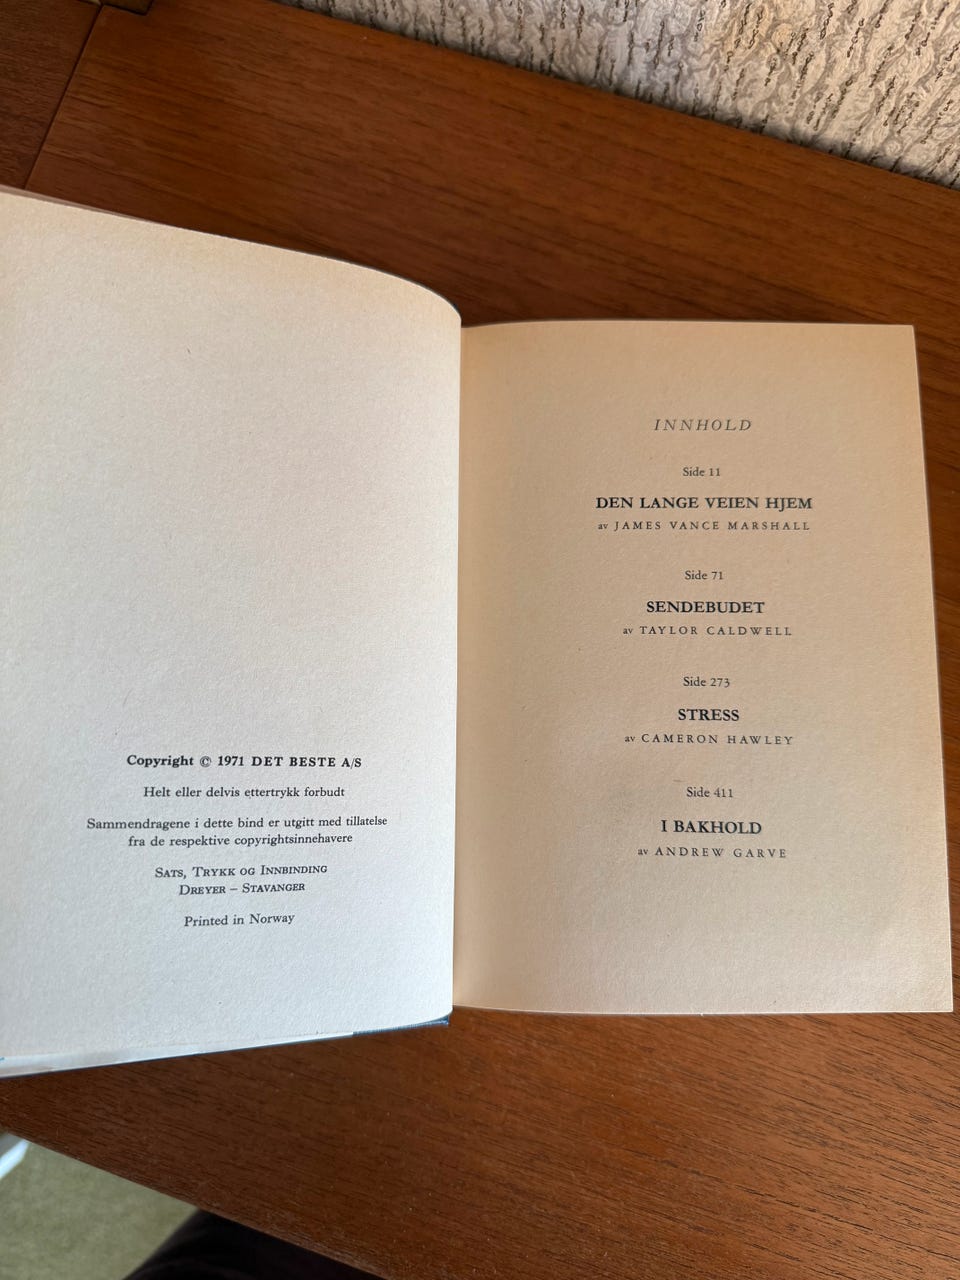 Copyright © 1971 DET BESTE A/S
Helt eller delvis ettertrykk forbudt
Sammendragene i dette bind er utgitt med tillatelse
fra de respektive copyrightsinnehavere
SATS, TRYKK OG INNBINDING
DREYER – STAVANGER
Printed in Norway
INNHOLD
Side 11
DEN LANGE VEIEN HJEM
av JAMES VANCE MARSHALL
Side 71
SENDEBUDET
av TAYLOR CALDWELL
Side 273
STRESS
av CAMERON HAWLEY
Side 411
I BAKHOLD
av ANDREW GARVE